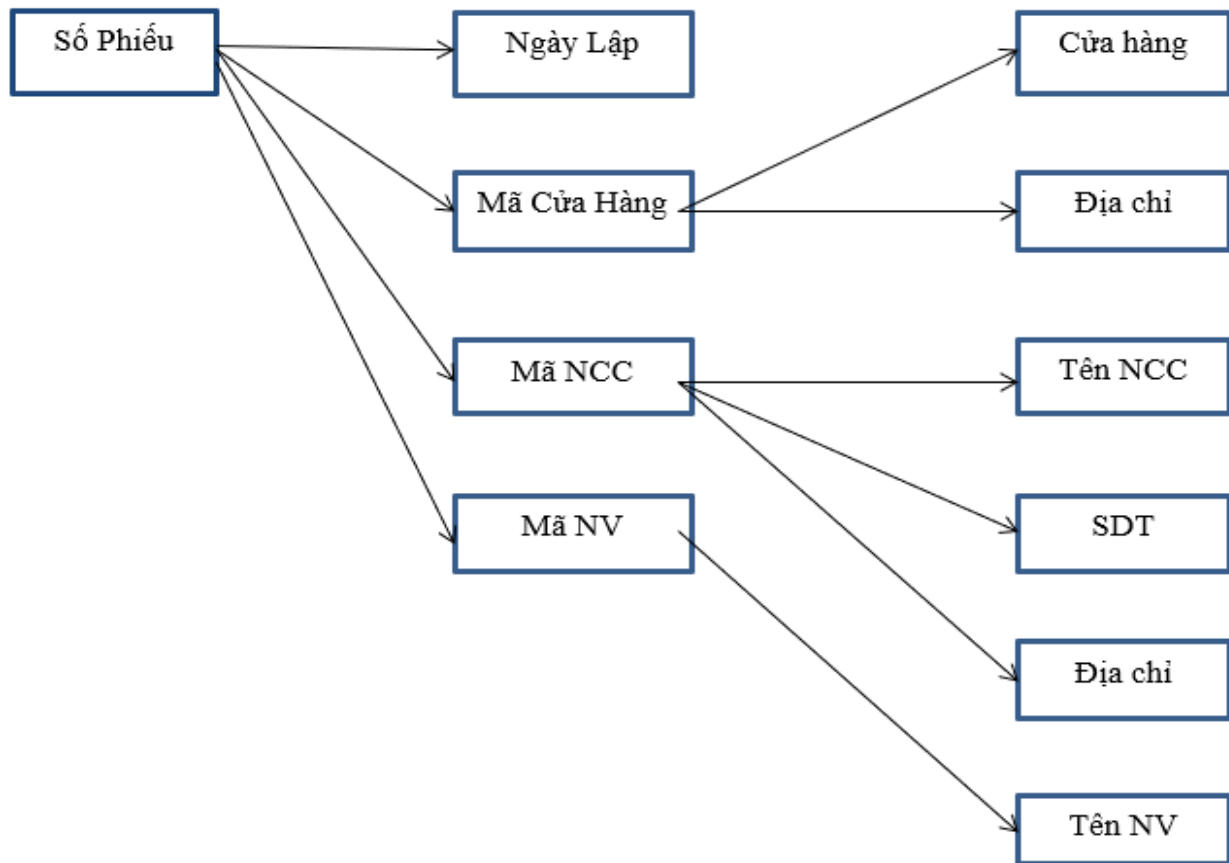 Số Phiếu
Ngày Lập
Cửa hàng
Mã Cửa Hàng
Địa chỉ
Mã NCC
Tên NCC
Mã NV
SDT
Địa chỉ
Tên NV